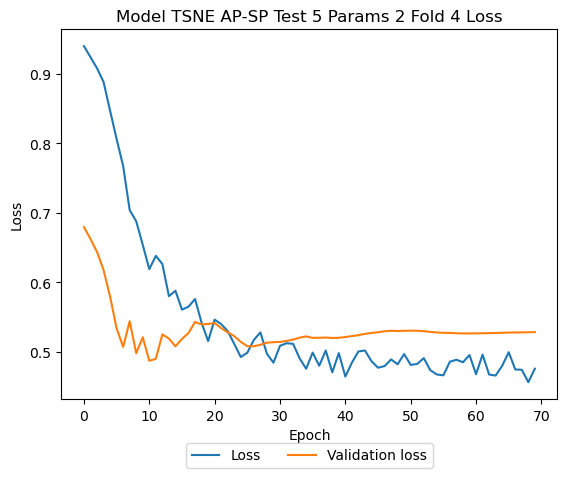 Model TSNE AP-SP Test 5 Params 2 Fold 4 Loss
0.9
0.8
0.7
0.6
0.5
Loss
0 10 20 30 40 50 60 70
Epoch
Loss Validation loss